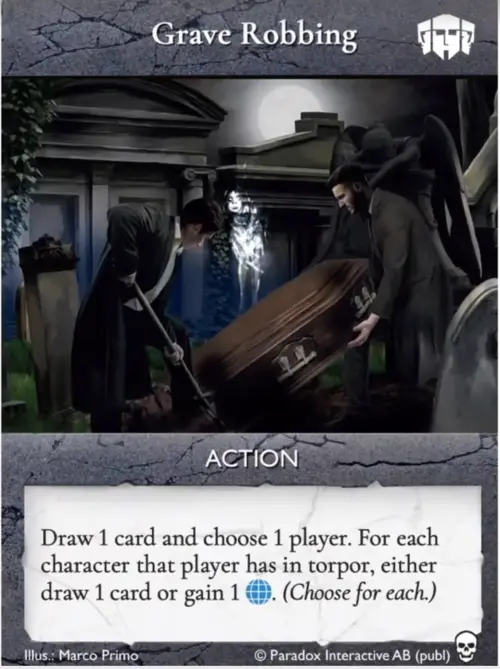 Grave Robbing
ACTION
Draw 1 card and choose 1 player. For each
character that player has in torpor, either
draw 1 card or gain 1 . (Choose for each.)
Illus.: Marco Primo © Paradox Interactive AB (publ)